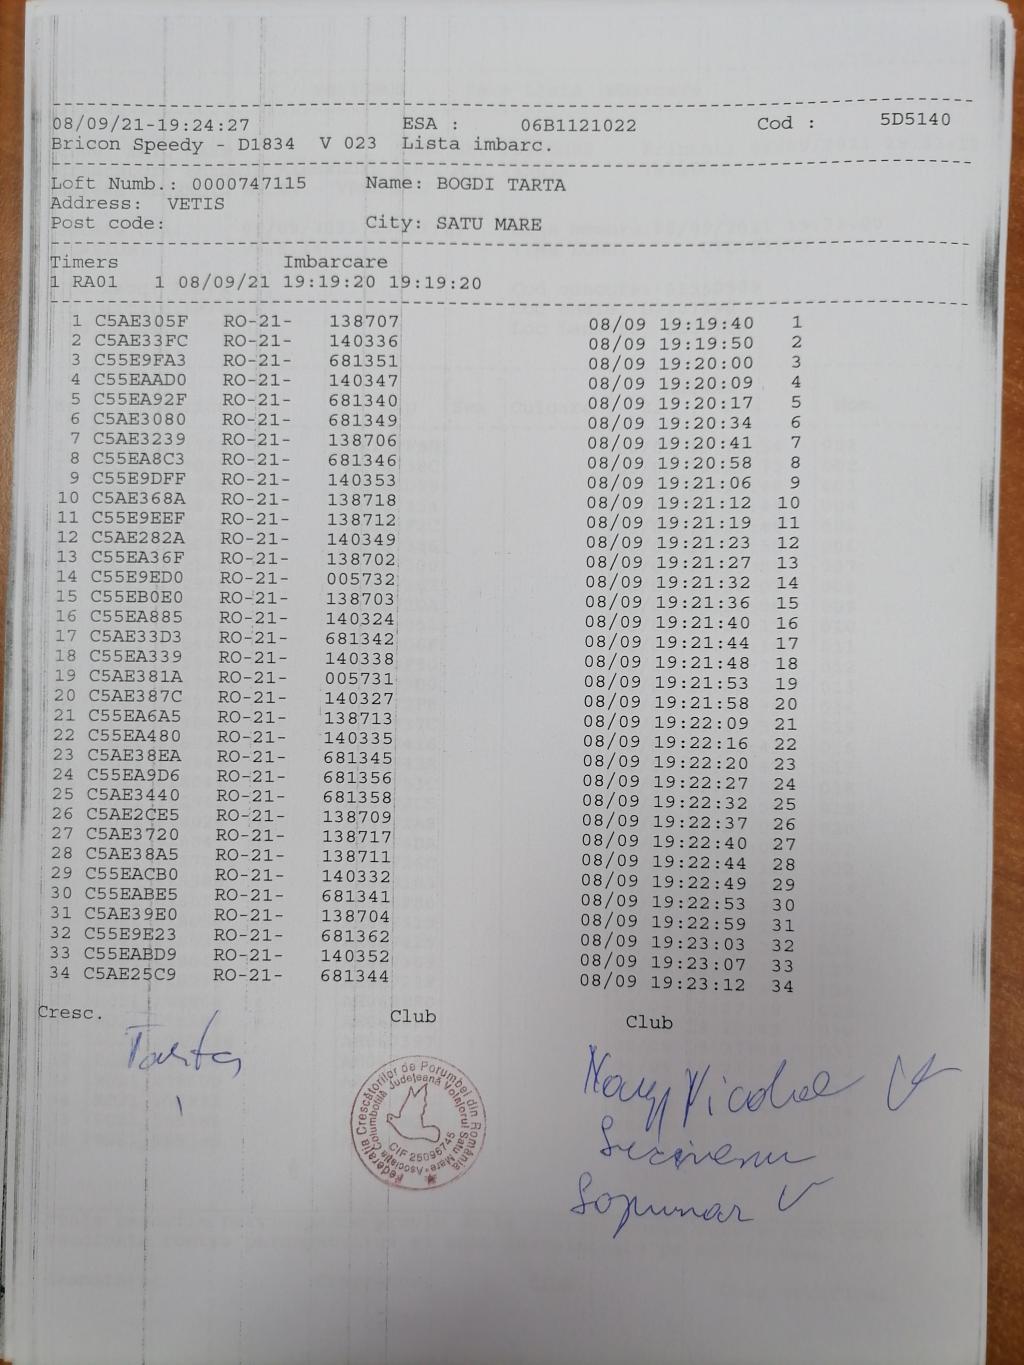 08/09/21-19:24:27 ESA : 06B1121022 Cod : 5D5140
Bricon Speedy - D1834 V 023 Lista imbarc.
Loft Numb.: 0000747115 Name: BOGDI TARTA
Address: VETIS
Post code: City: SATU MARE
Timers Imbarcare
1 RA01 1 08/09/21 19:19:20 19:19:20
1 C5AE305F RO-21- 138707 08/09 19:19:40 1
2 C5AE33FC RO-21- 140336 08/09 19:19:50 2
3 C55E9FA3 RO-21- 681351 08/09 19:20:00 3
4 C55EAAD0 RO-21- 140347 08/09 19:20:09 4
5 C55EA92F RO-21- 681340 08/09 19:20:17 5
6 C5AE3080 RO-21- 681349 08/09 19:20:34 6
7 C5AE3239 RO-21- 138706 08/09 19:20:41 7
8 C55EA8C3 RO-21- 681346 08/09 19:20:58 8
9 C55E9DFF RO-21- 140353 08/09 19:21:06 9
10 C5AE368A RO-21- 138718 08/09 19:21:12 10
11 C55E9EEF RO-21- 138712 08/09 19:21:19 11
12 C5AE282A RO-21- 140349 08/09 19:21:23 12
13 C55EA36F RO-21- 138702 08/09 19:21:27 13
14 C55E9ED0 RO-21- 005732 08/09 19:21:32 14
15 C55EB0E0 RO-21- 138703 08/09 19:21:36 15
16 C55EA885 RO-21- 140324 08/09 19:21:40 16
17 C5AE33D3 RO-21- 681342 08/09 19:21:44 17
18 C55EA339 RO-21- 140338 08/09 19:21:48 18
19 C5AE381A RO-21- 005731 08/09 19:21:53 19
20 C5AE387C RO-21- 140327 08/09 19:21:58 20
21 C55EA6A5 RO-21- 138713 08/09 19:22:09 21
22 C55EA480 RO-21- 140335 08/09 19:22:16 22
23 C5AE38EA RO-21- 681345 08/09 19:22:20 23
24 C55EA9D6 RO-21- 681356 08/09 19:22:27 24
25 C5AE3440 RO-21- 681358 08/09 19:22:32 25
26 C5AE2CE5 RO-21- 138709 08/09 19:22:37 26
27 C5AE3720 RO-21- 138717 08/09 19:22:40 27
28 C5AE38A5 RO-21- 138711 08/09 19:22:44 28
29 C55EACB0 RO-21- 140332 08/09 19:22:49 29
30 C55EABE5 RO-21- 681341 08/09 19:22:53 30
31 C5AE39E0 RO-21- 138704 08/09 19:22:59 31
32 C55E9E23 RO-21- 681362 08/09 19:23:03 32
33 C55EABD9 RO-21- 140352 08/09 19:23:07 33
34 C5AE25C9 RO-21- 681344 08/09 19:23:12 34
Cresc. Club Club
Tarta
Federaţia Crescătorilor de Porumbei din România
Asociaţia Columbofilă Judeţeană Voiajorul Satu Mare
CIF 25095745
Nagy Nicolae
Sopumar